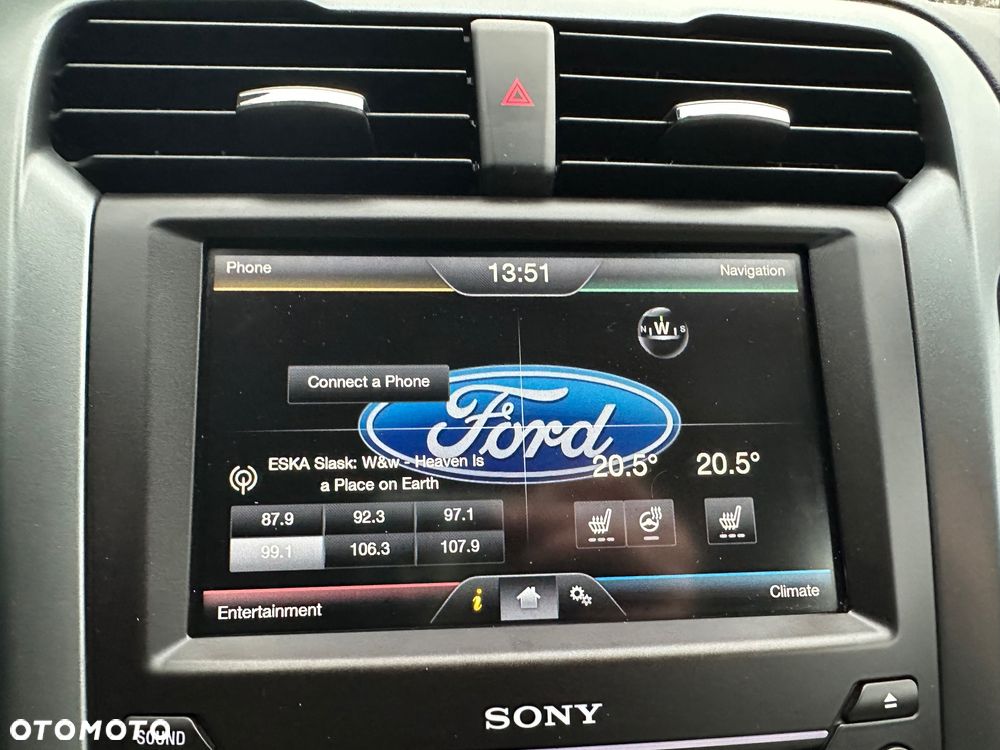 Phone
13:51
Navigation
N W S
Connect a Phone
Ford
ESKA Slask: W&w - Heaven Is
a Place on Earth
20.5° 20.5°
87.9 92.3 97.1
99.1 106.3 107.9
Entertainment
i
Climate
SONY
OTOMOTO
SOUND